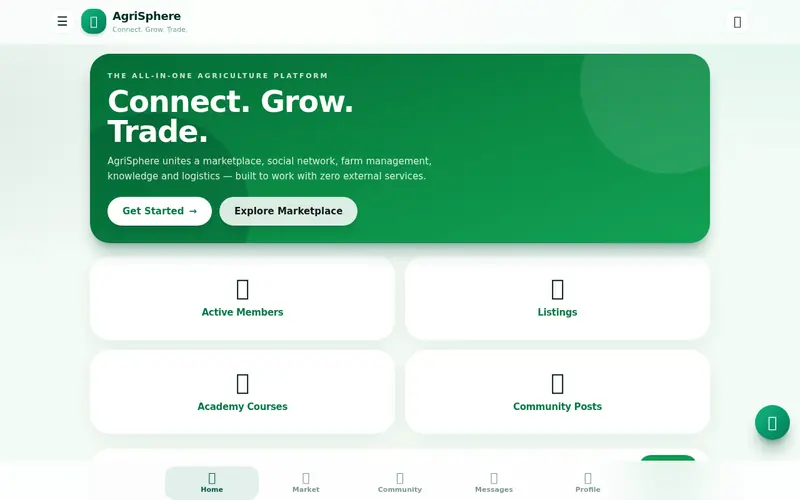 ☰ AgriSphere
Connect. Grow. Trade.
THE ALL-IN-ONE AGRICULTURE PLATFORM
Connect. Grow.
Trade.
AgriSphere unites a marketplace, social network, farm management,
knowledge and logistics — built to work with zero external services.
Get Started → Explore Marketplace
Active Members
Listings
Academy Courses
Community Posts
Home Market Community Messages Profile